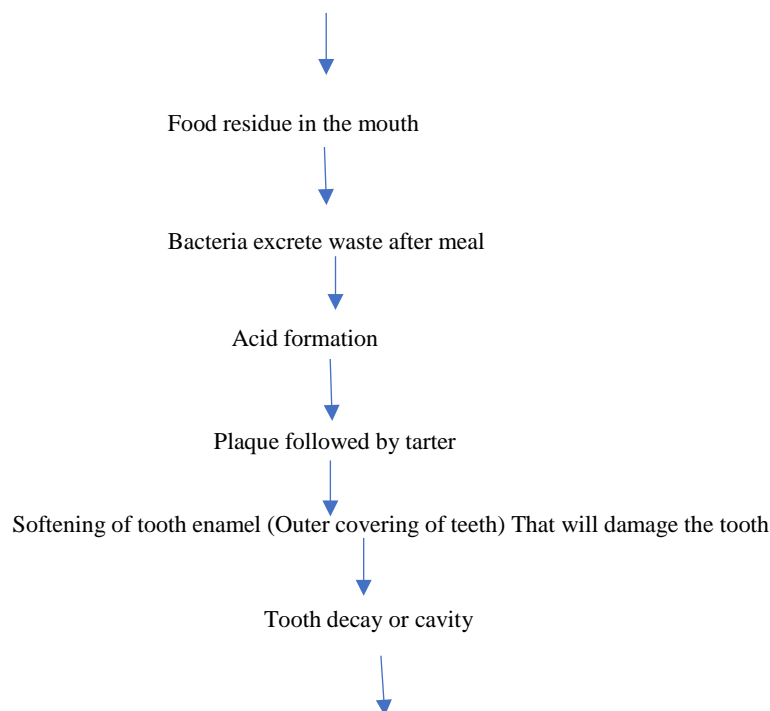 Food residue in the mouth
Bacteria excrete waste after meal
Acid formation
Plaque followed by tarter
Softening of tooth enamel (Outer covering of teeth) That will damage the tooth
Tooth decay or cavity